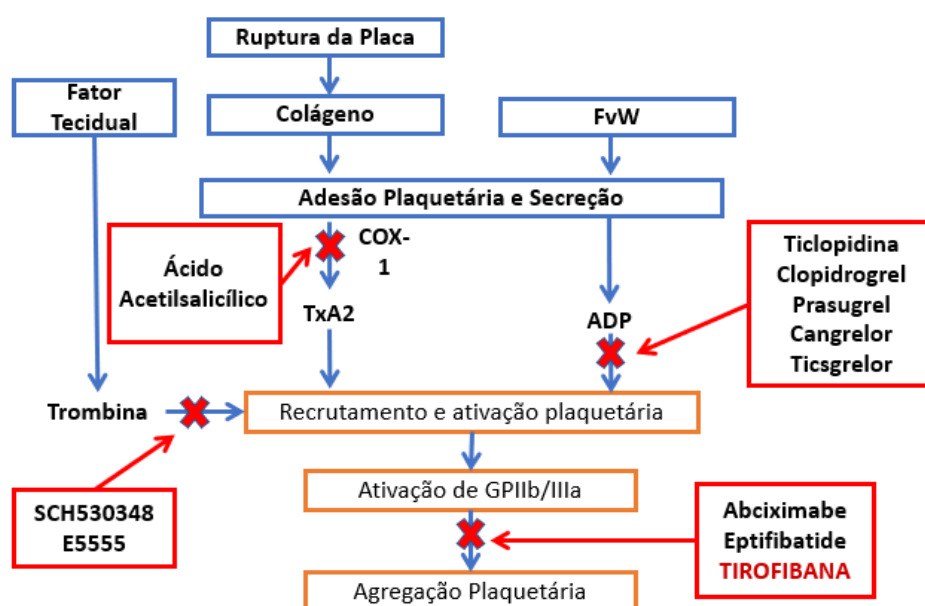 Ruptura da Placa
Fator
Tecidual
Colágeno
FvW
Adesão Plaquetária e Secreção
Ácido
Acetilsalicílico
COX-
1
TxA2
ADP
Ticlopidina
Clopidrogrel
Prasugrel
Cangrelor
Ticsgrelor
Trombina
Recrutamento e ativação plaquetária
SCH530348
E5555
Ativação de GPIIb/IIIa
Abciximabe
Eptifibatide
TIROFIBANA
Agregação Plaquetária